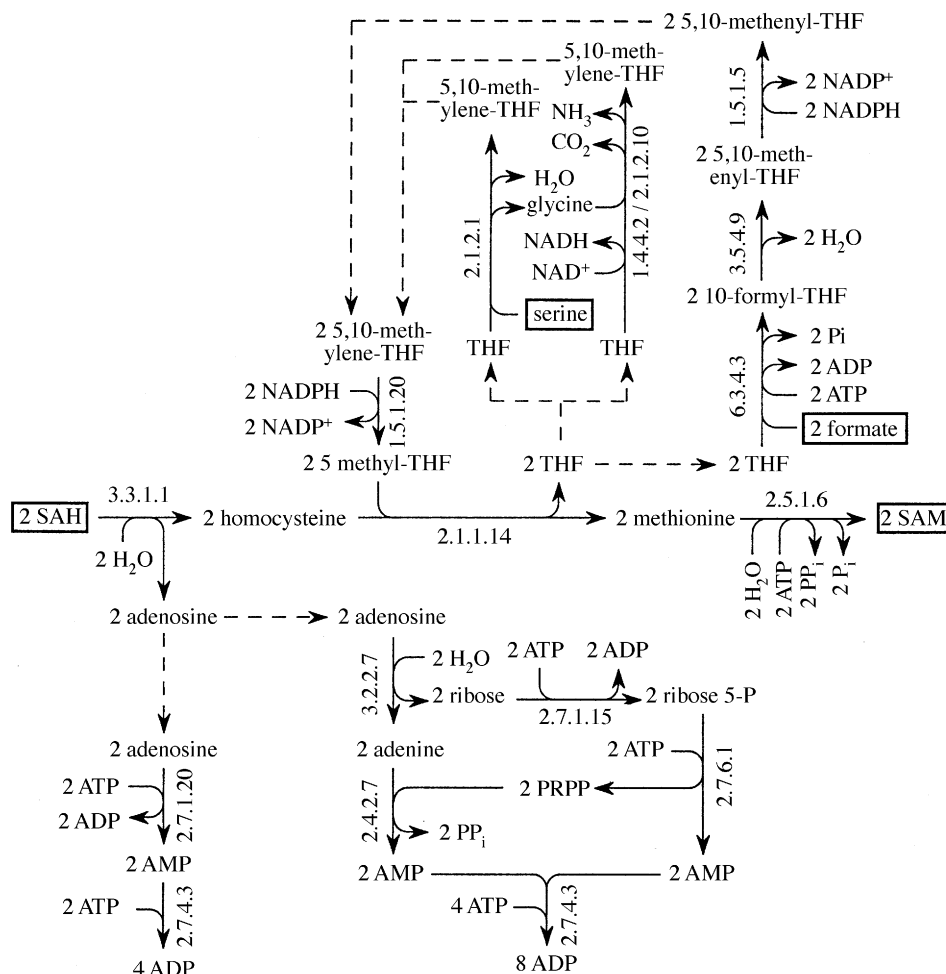 2 5,10-methenyl-THF
5,10-meth-
ylene-THF
5,10-meth-
ylene-THF
1.5.1.5
2 NADP+
2 NADPH
NH3
CO2
1.4.4.2 / 2.1.2.10
2 5,10-meth-
enyl-THF
H2O
glycine
2.1.2.1
NADH
NAD+
3.5.4.9
2 H2O
2 10-formyl-THF
serine
2 5,10-meth-
ylene-THF
THF
THF
2 Pi
2 ADP
2 ATP
6.3.4.3
2 formate
2 NADPH
2 NADP+
1.5.1.20
2 5 methyl-THF
2 THF
2 THF
2 SAH
3.3.1.1
2 H2O
2 homocysteine
2.1.1.14
2 methionine
2.5.1.6
2 SAM
2 H2O
2 ATP
2 PPi
2 Pi
2 adenosine
2 adenosine
3.2.2.7
2 H2O
2 ribose
2 ATP
2 ADP
2.7.1.15
2 ribose 5-P
2 adenosine
2 adenine
2 ATP
2.7.6.1
2 ATP
2 ADP
2.7.1.20
2.4.2.7
2 PRPP
2 PPi
2 AMP
2 AMP
2 AMP
2 ATP
2.7.4.3
4 ATP
2.7.4.3
4 ADP
8 ADP